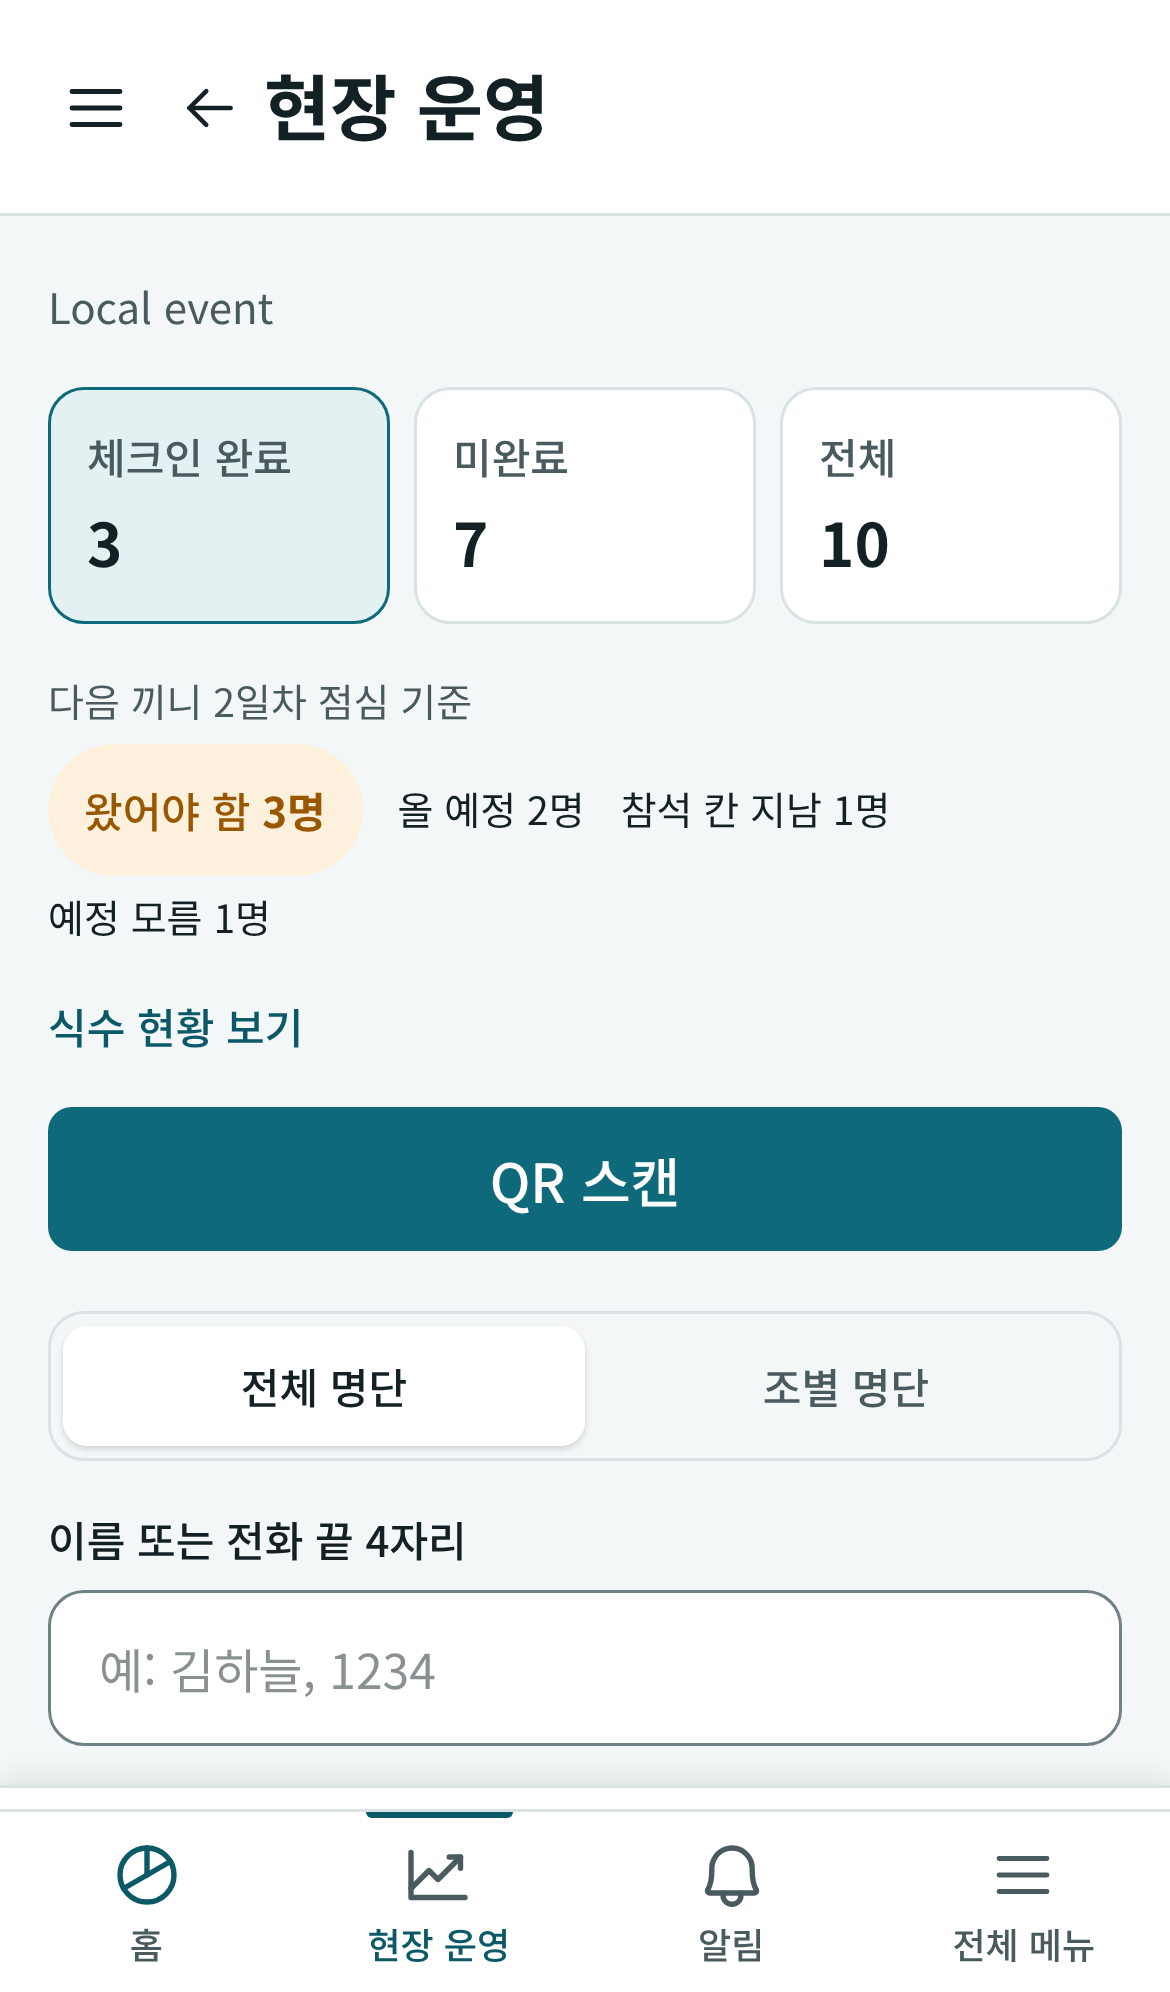 현장 운영
Local event
체크인 완료
3
미완료
7
전체
10
다음 끼니 2일차 점심 기준
왔어야 함 3명
올 예정 2명
참석 칸 지남 1명
예정 모름 1명
식수 현황 보기
QR 스캔
전체 명단
조별 명단
이름 또는 전화 끝 4자리
예: 김하늘, 1234
홈
현장 운영
알림
전체 메뉴